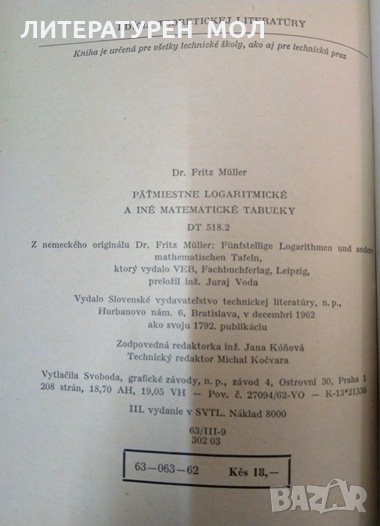 ЛИТЕРАТУРЕН МОЛ
LITERATÚRY
Kniha je určená pre všetky technické školy, ako aj pre technickú prax
Dr. Fritz Müller
PÄŤMIESTNE LOGARITMICKÉ
A INÉ MATEMATICKÉ TABUĽKY
DT 518.2
Z nemeckého originálu Dr. Fritz Müller: Fünfstellige Logarithmen und andere
mathematischen Tafeln,
ktorý vydalo VEB, Fachbuchferlag, Leipzig,
preložil inž. Juraj Voda
Vydalo Slovenské vydavateľstvo technickej literatúry, n. p.,
Hurbanovo nám. 6, Bratislava, v decembri 1962
ako svoju 1792. publikáciu
Zodpovedná redaktorka inž. Jana Kóňová
Technický redaktor Michal Kočvara
Vytlačila Svoboda, grafické závody, n. p., závod 4, Ostrovní 30, Praha 1
208 strán, 18,70 AH, 19,05 VH — Pov. č. 27094/62-VO —
III. vydanie v SVTL. Náklad 8000
63/III-9
302 03
63—063—62 Kčs 18,—
BAZAR.bg